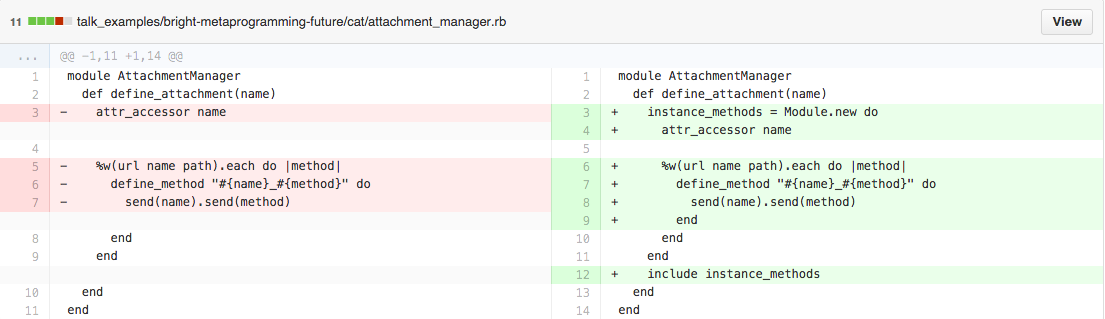 11 talk_examples/bright-metaprogramming-future/cat/attachment_manager.rb View
... @@ -1,11 +1,14 @@
1 module AttachmentManager 1 module AttachmentManager
2 def define_attachment(name) 2 def define_attachment(name)
3 - attr_accessor name 3 + instance_methods = Module.new do
4 + attr_accessor name
4 5
5 - %w(url name path).each do |method| 6 + %w(url name path).each do |method|
6 - define_method "#{name}_#{method}" do 7 + define_method "#{name}_#{method}" do
7 - send(name).send(method) 8 + send(name).send(method)
9 + end
8 end 10 end
9 end 11 end
12 + include instance_methods
10 end 13 end
11 end 14 end